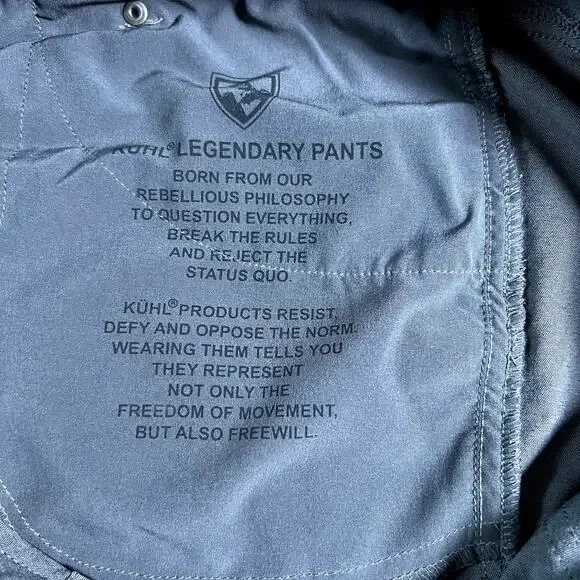 KÜHL® LEGENDARY PANTS
BORN FROM OUR
REBELLIOUS PHILOSOPHY
TO QUESTION EVERYTHING,
BREAK THE RULES
AND REJECT THE
STATUS QUO.
KÜHL® PRODUCTS RESIST,
DEFY AND OPPOSE THE NORM.
WEARING THEM TELLS YOU
THEY REPRESENT
NOT ONLY THE
FREEDOM OF MOVEMENT,
BUT ALSO FREEWILL.